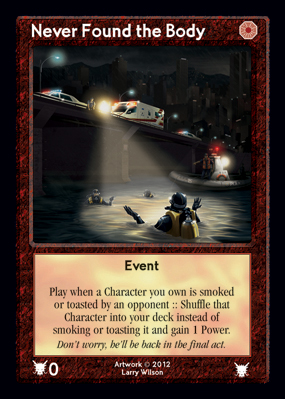 Never Found the Body
Event
Play when a Character you own is smoked
or toasted by an opponent :: Shuffle that
Character into your deck instead of
smoking or toasting it and gain 1 Power.
Don't worry, he'll be back in the final act.
Artwork © 2012
Larry Wilson
0